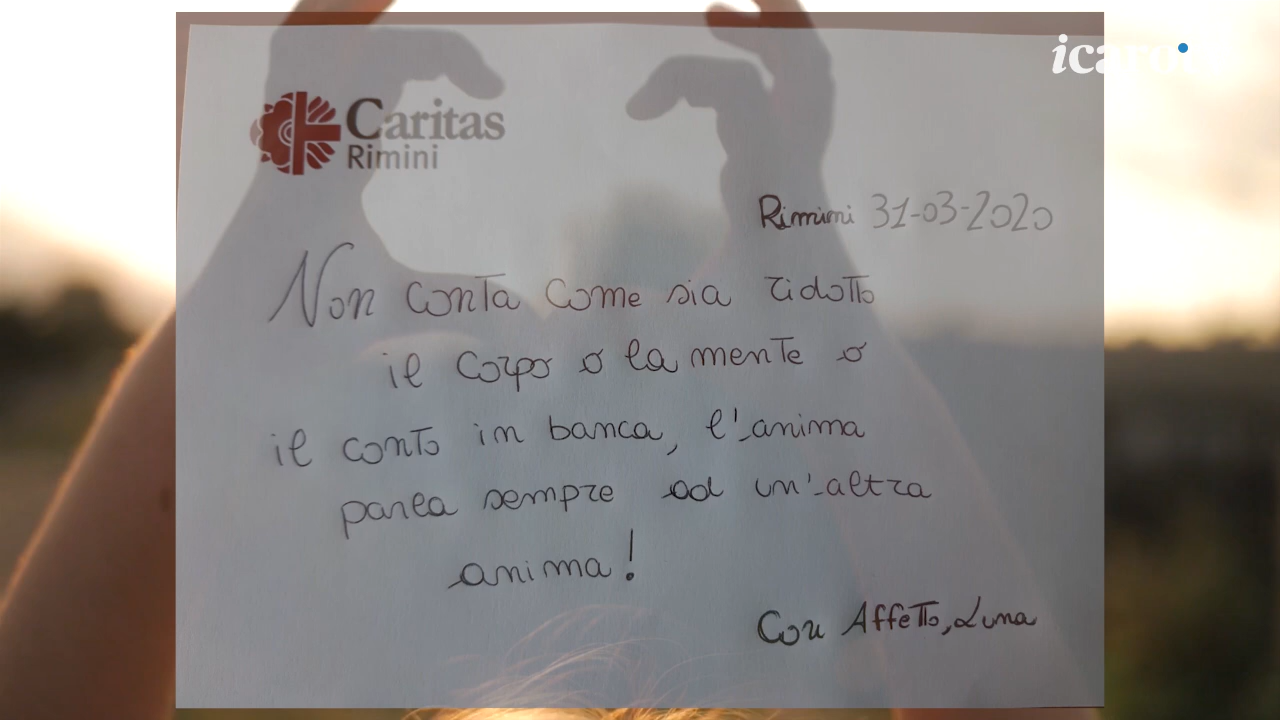 icaro
Caritas
Rimini
Rimini 31-03-2020
Non conta come sia ridotto
il corpo o la mente o
il conto in banca, l'anima
parla sempre ad un'altra
anima!
Con Affetto, Luna